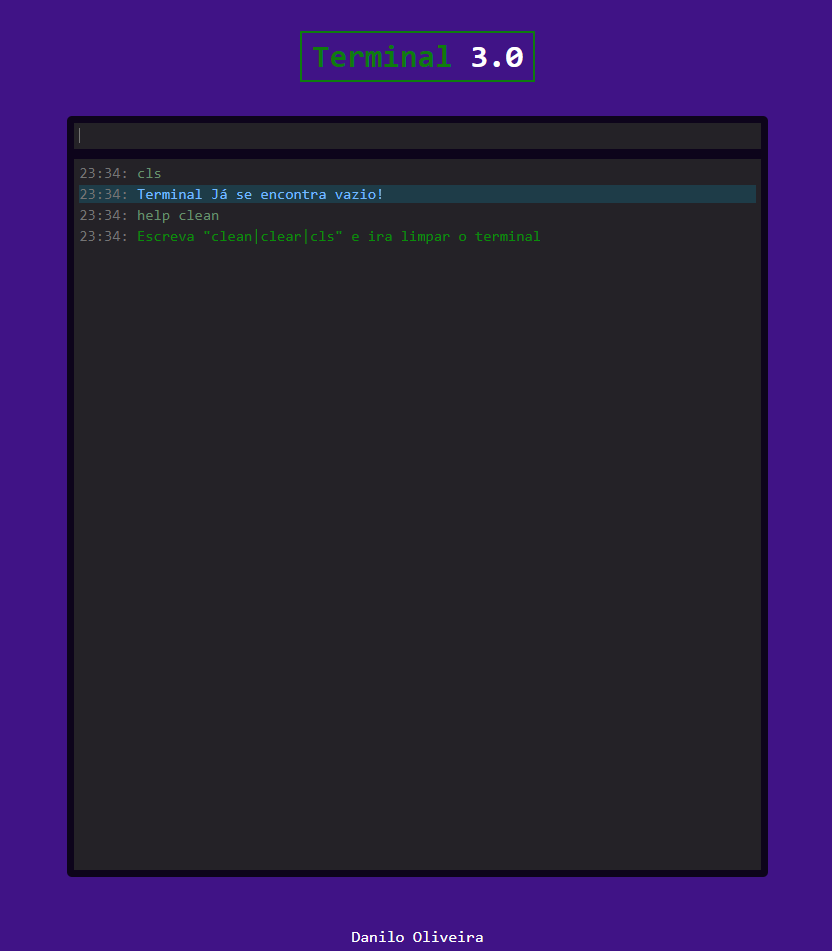 Terminal 3.0
23:34: cls
23:34: Terminal Já se encontra vazio!
23:34: help clean
23:34: Escreva "clean|clear|cls" e ira limpar o terminal
Danilo Oliveira